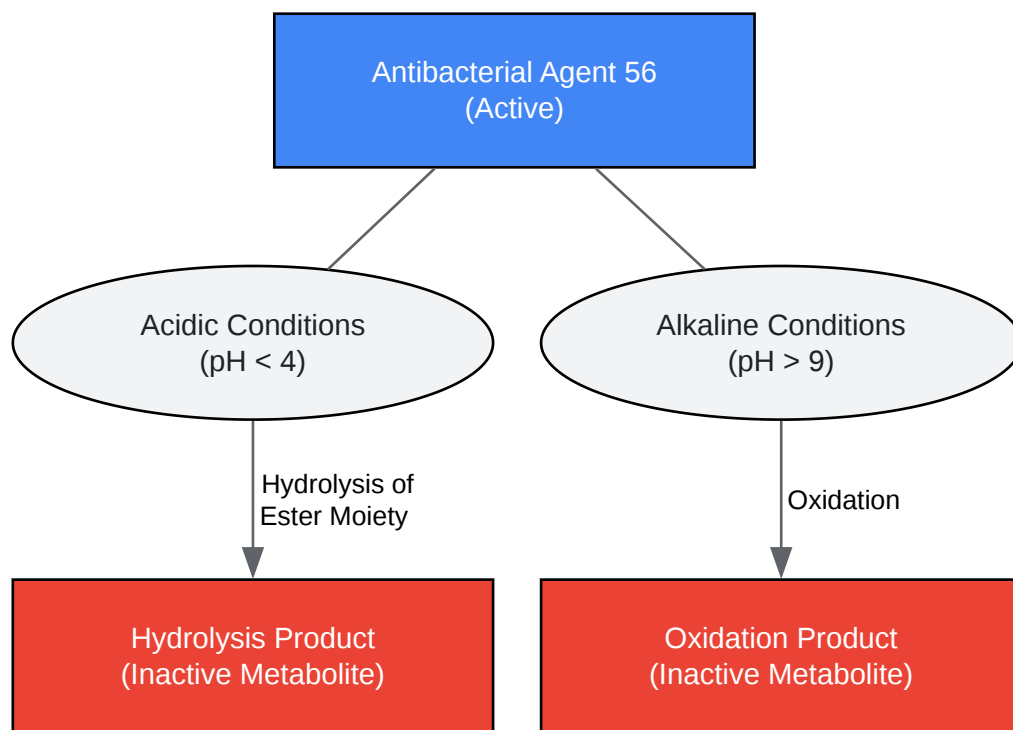 Antibacterial Agent 56
(Active)
Acidic Conditions
(pH < 4)
Alkaline Conditions
(pH > 9)
Hydrolysis of
Ester Moiety
Oxidation
Hydrolysis Product
(Inactive Metabolite)
Oxidation Product
(Inactive Metabolite)